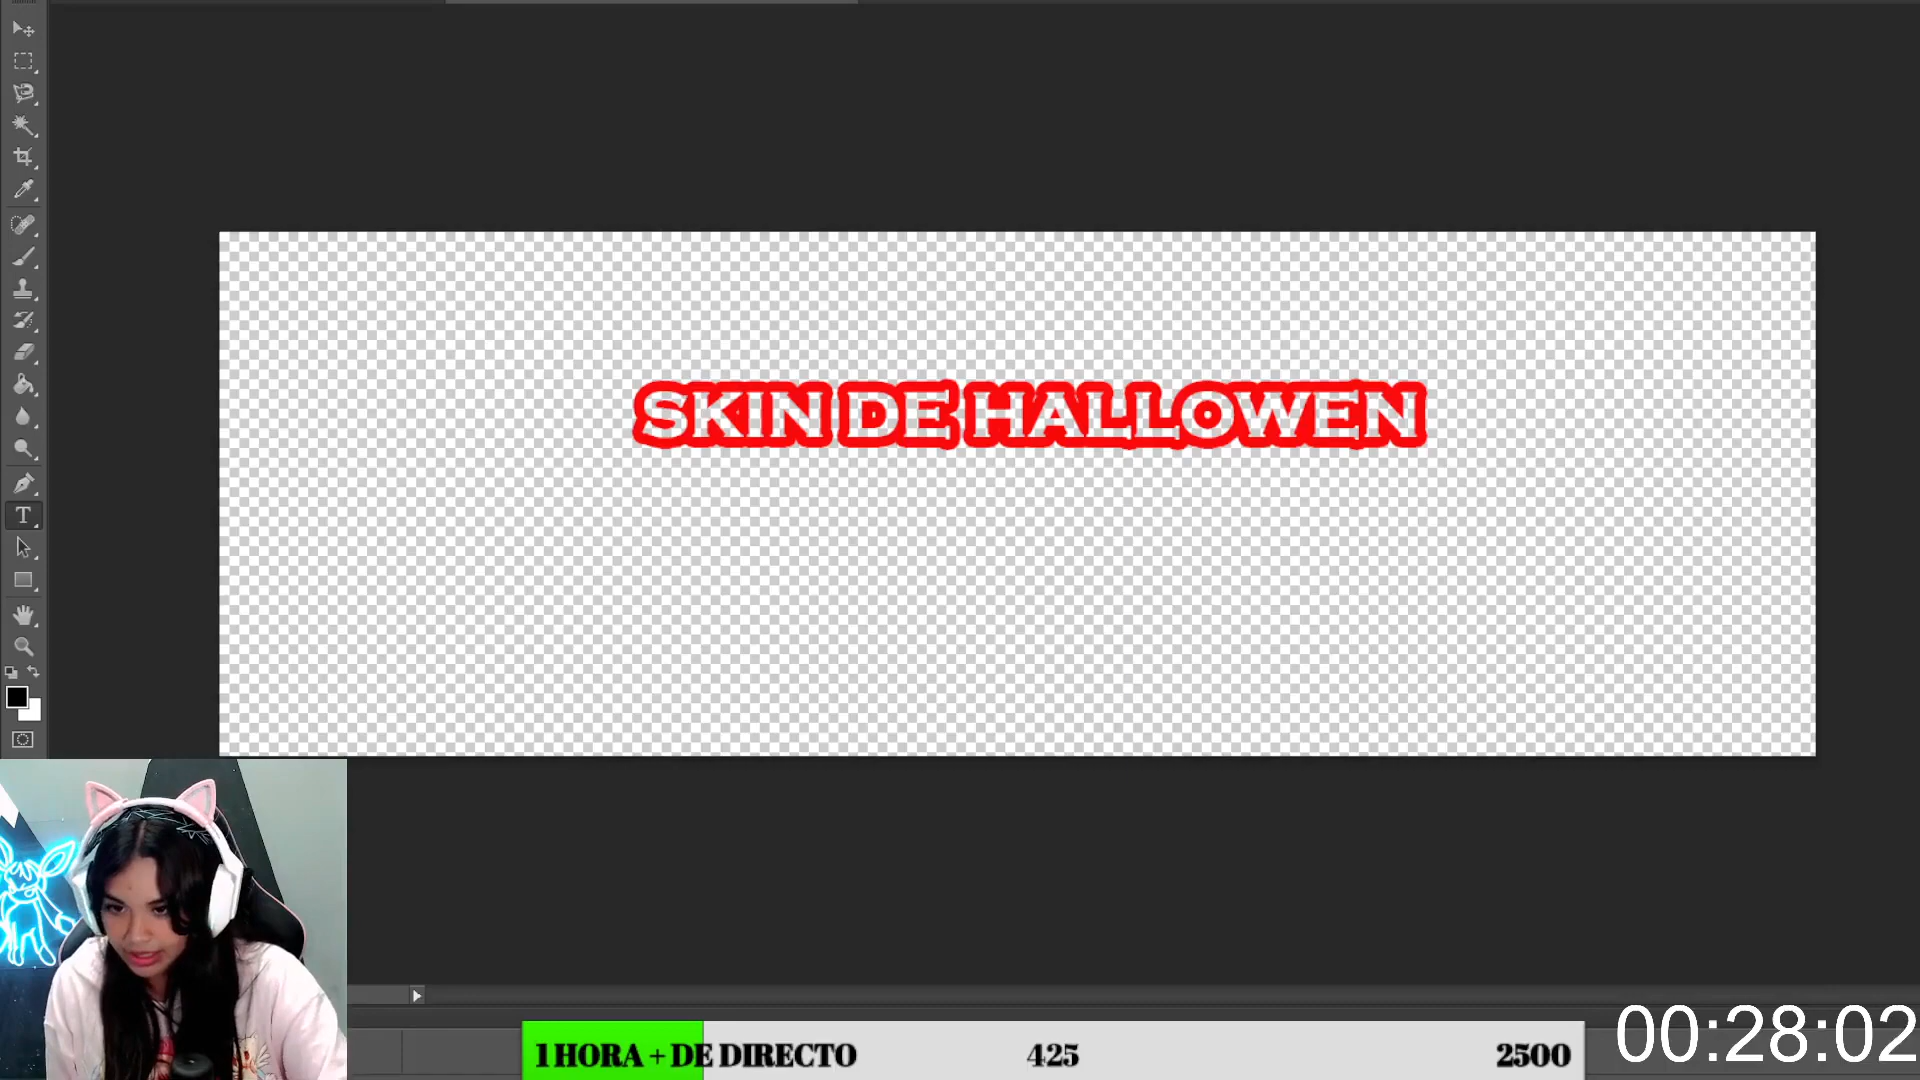 SKIN DE HALLOWEN
1 HORA + DE DIRECTO 425 2500
00:28:02